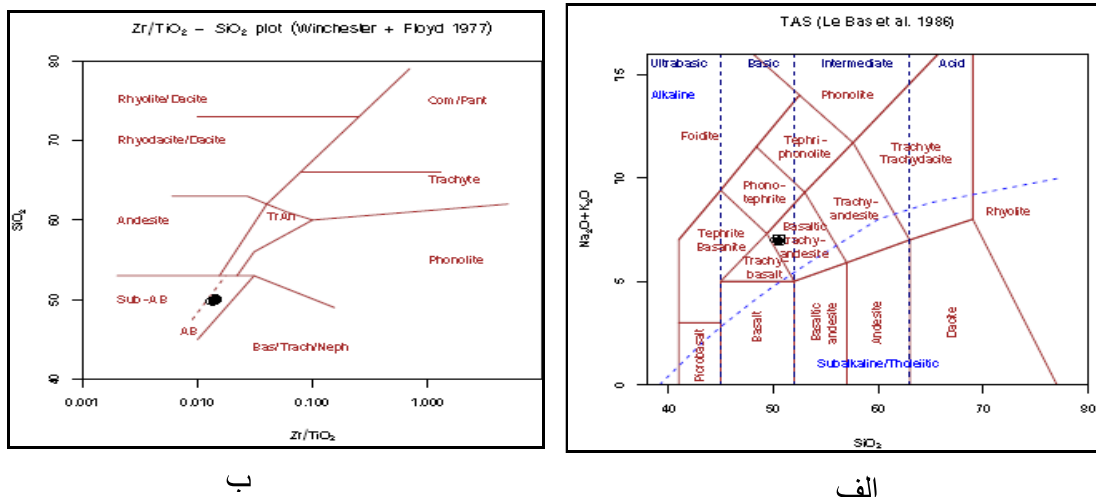 Zr/TiO₂ – SiO₂ plot (Winchester + Floyd 1977)
80
70
60
50
40
SiO₂
Rhyolite/Dacite
Com/Pant
Rhyodacite/Dacite
Trachyte
Andesite
TrAn
Phonolite
Sub-AB
AB
Bas/Trach/Neph
0.001
0.010
0.100
1.000
Zr/TiO₂
ب
TAS (Le Bas et al. 1986)
15
10
5
0
Na₂O+K₂O
Ultrabasic
Basic
Intermediate
Acid
Alkaline
Phonolite
Foidite
Tephri-
phonolite
Trachyte
Trachydacite
Phono-
tephrite
Trachy-
andesite
Rhyolite
Tephrite
Basanite
Basaltic
trachy-
andesite
Trachy-
basalt
Picrobasalt
Basalt
Basaltic
andesite
Andesite
Dacite
Subalkaline/Tholeiitic
40
50
60
70
80
SiO₂
الف